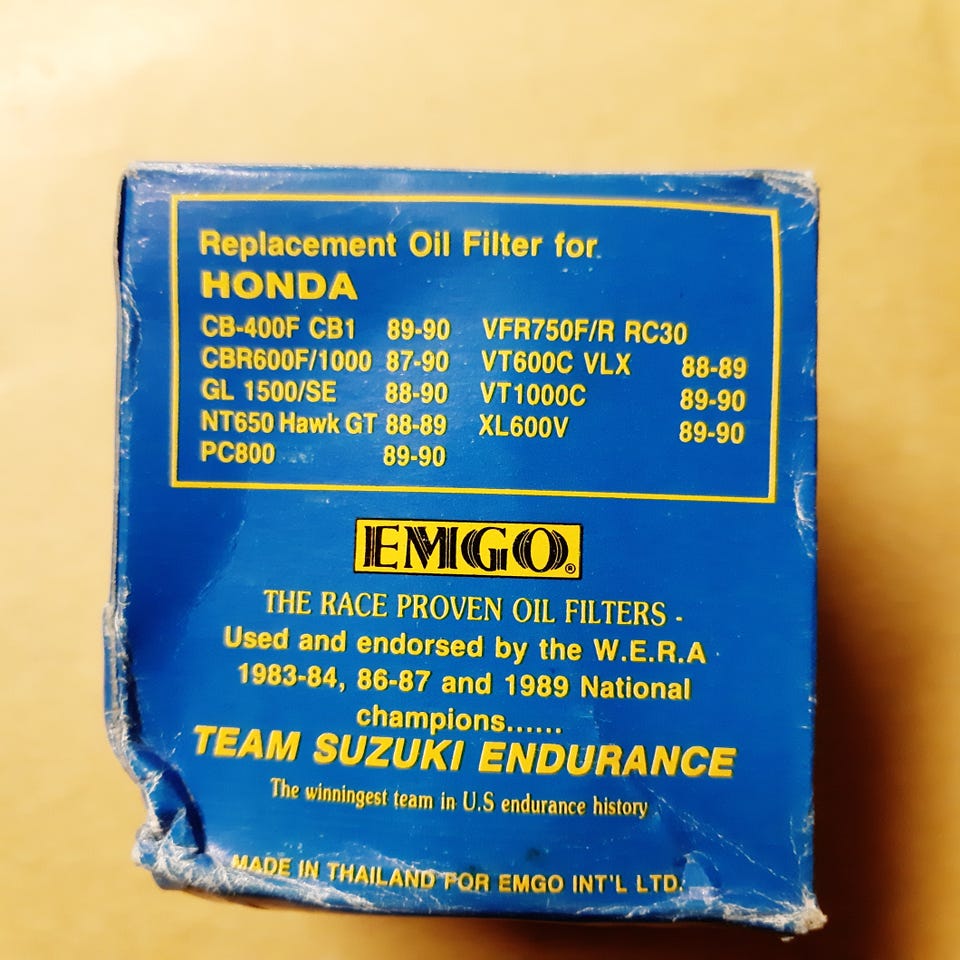 Replacement Oil Filter for
HONDA
CB-400F CB1 89-90 VFR750F/R RC30
CBR600F/1000 87-90 VT600C VLX 88-89
GL 1500/SE 88-90 VT1000C 89-90
NT650 Hawk GT 88-89 XL600V 89-90
PC800 89-90
EMGO®
THE RACE PROVEN OIL FILTERS -
Used and endorsed by the W.E.R.A
1983-84, 86-87 and 1989 National
champions......
TEAM SUZUKI ENDURANCE
The winningest team in U.S endurance history
MADE IN THAILAND FOR EMGO INT'L LTD.